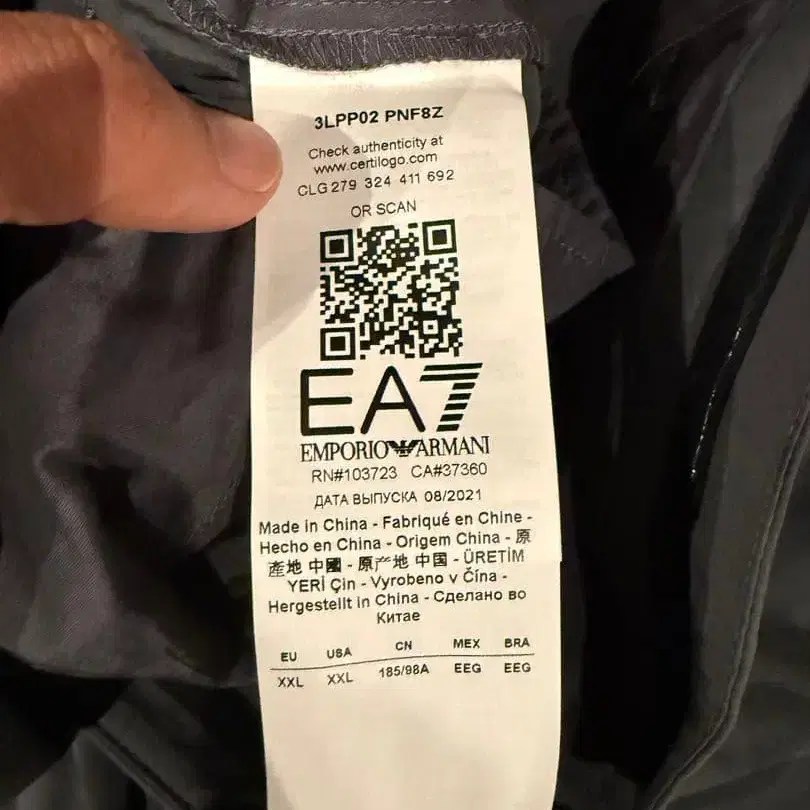 3LPP02 PNF8Z
Check authenticity at
www.certilogo.com
CLG 279 324 411 692
OR SCAN
EA7
EMPORIO ARMANI
RN#103723 CA#37360
ДАТА ВЫПУСКА 08/2021
Made in China - Fabriqué en Chine -
Hecho en China - Origem China - 原
產地 中國 - 原产地 中国 - ÜRETİM
YERİ Çin - Vyrobeno v Čína -
Hergestellt in China - Сделано во
Китае
EU USA CN MEX BRA
XXL XXL 185/98A EEG EEG